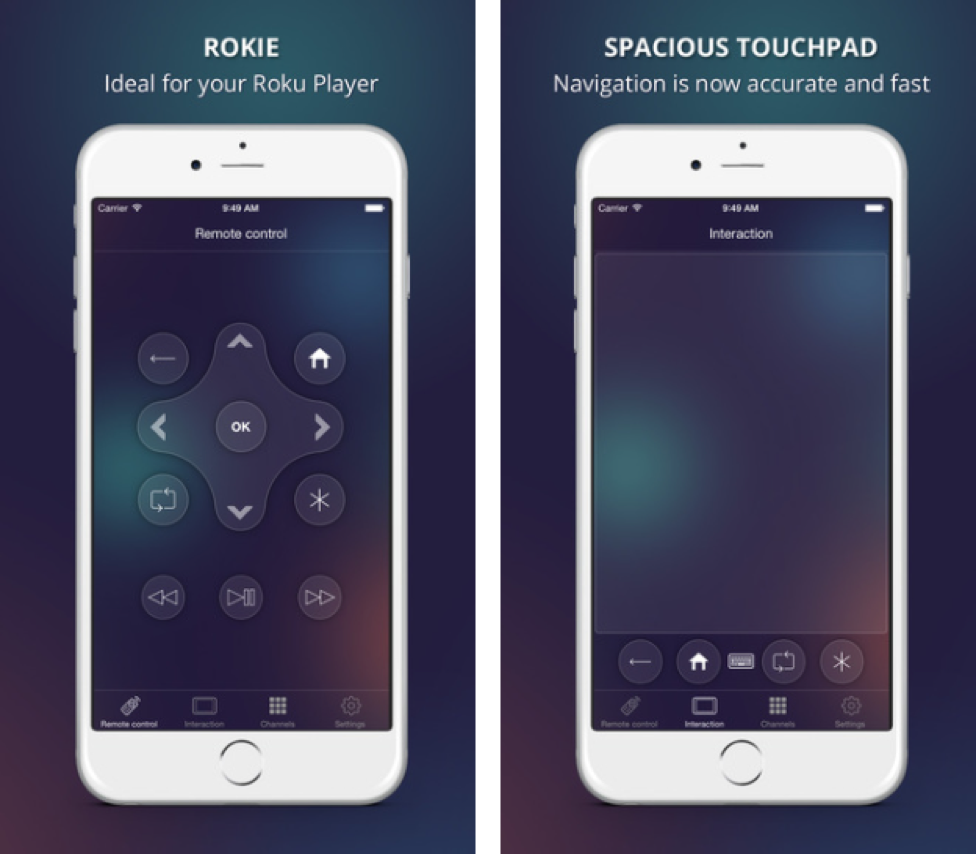 ROKIE
Ideal for your Roku Player
Carrier 9:49 AM
Remote control
OK
Remote control Interaction Channels Settings
SPACIOUS TOUCHPAD
Navigation is now accurate and fast
Carrier 9:49 AM
Interaction
Remote control Interaction Channels Settings